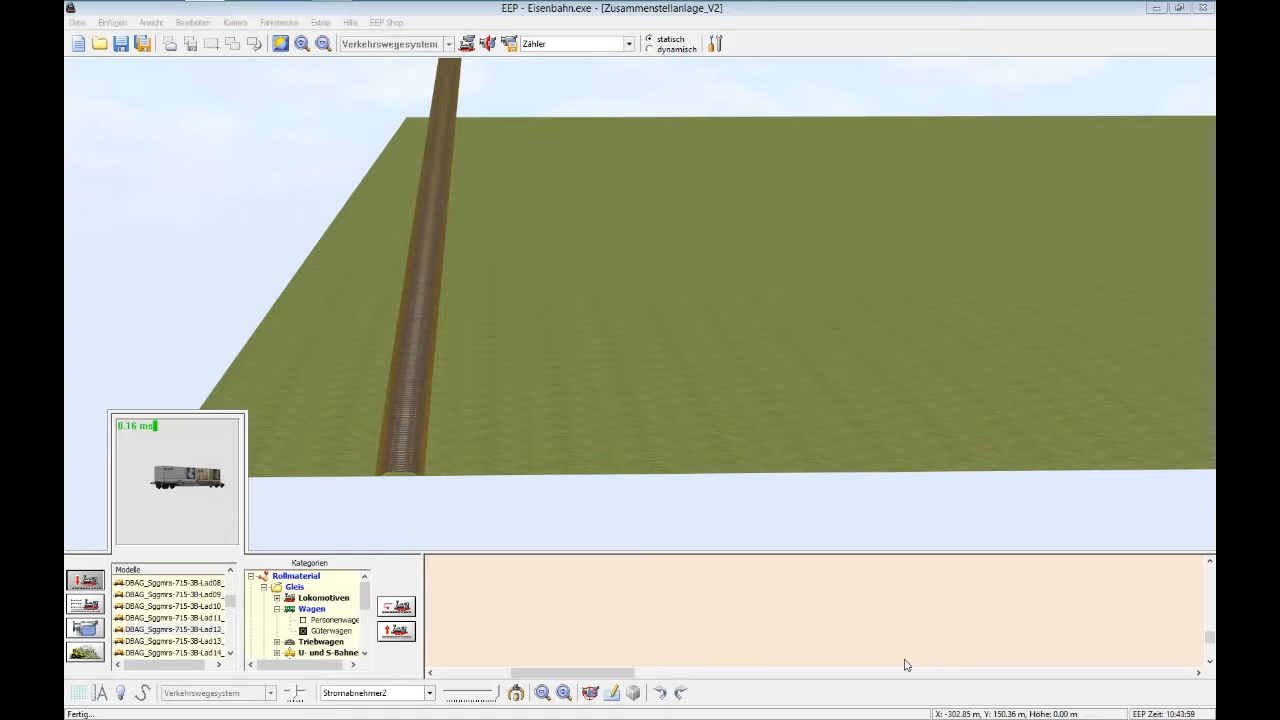 EEP - Eisenbahn.exe - [Zusammenstellanlage_V2]
Datei Einfügen Ansicht Bearbeiten Kamera Fahrstrecke Extras Hilfe EEP Shop
Verkehrswegesystem Zähler statisch
dynamisch
0.16 ms
Modelle
DBAG_Sggmrs-715-3B-Lad08_
DBAG_Sggmrs-715-3B-Lad09_
DBAG_Sggmrs-715-3B-Lad10_
DBAG_Sggmrs-715-3B-Lad11_
DBAG_Sggmrs-715-3B-Lad12_
DBAG_Sggmrs-715-3B-Lad13_
DBAG_Sggmrs-715-3B-Lad14_
Kategorien
Rollmaterial
Gleis
Lokomotiven
Wagen
Personenwage
Güterwagen
Triebwagen
U- und S-Bahne
Verkehrswegesystem Stromabnehmer2
Fertig... X: -302.85 m, Y: 150.36 m, Höhe: 0.00 m EEP Zeit: 10:43:59